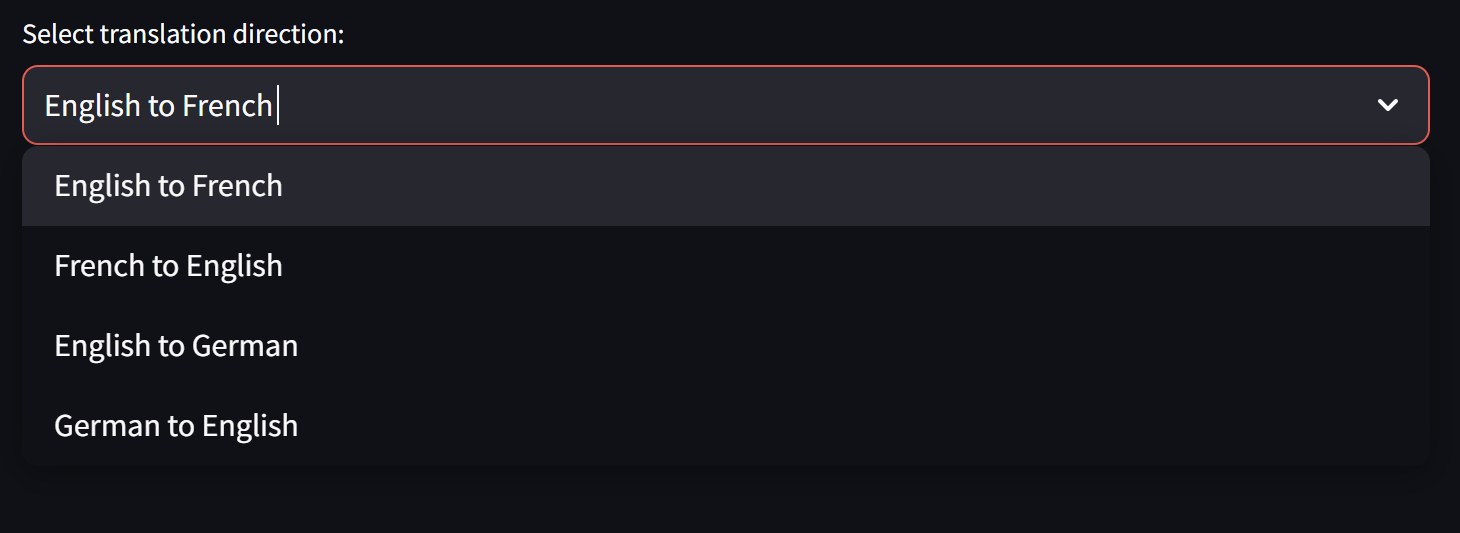 Select translation direction:
English to French
English to French
French to English
English to German
German to English